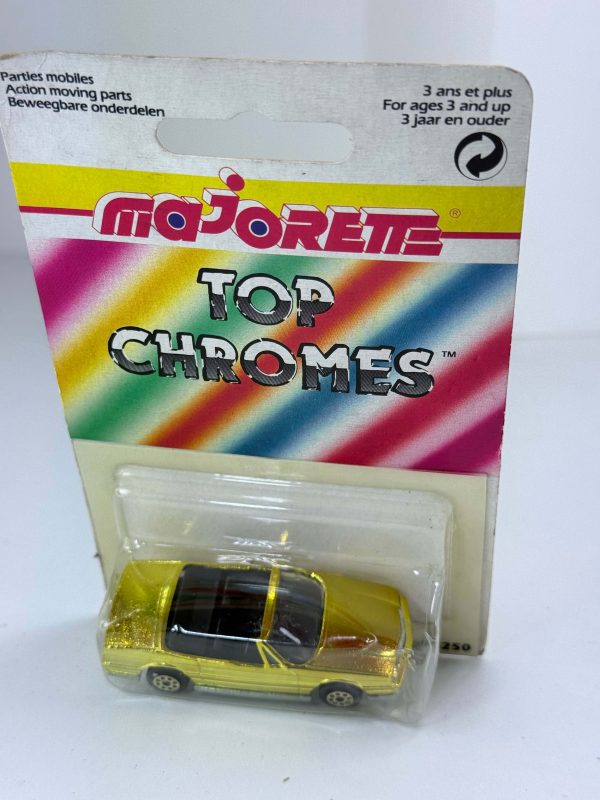 Parties mobiles
Action moving parts
Beweegbare onderdelen
3 ans et plus
For ages 3 and up
3 jaar en ouder
MAJORETTE ®
TOP
CHROMES™
250